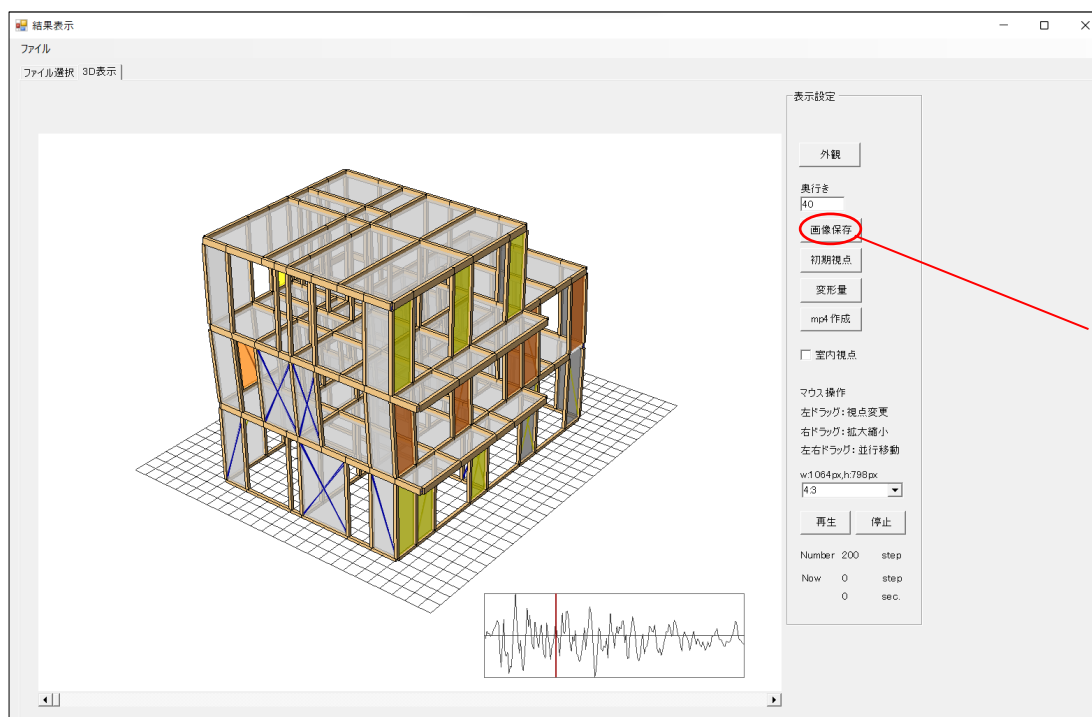 結果表示
ファイル
ファイル選択 3D表示
表示設定
外観
奥行き
40
画像保存
初期視点
変形量
mp4作成
室内視点
マウス操作
左ドラッグ:視点変更
右ドラッグ:拡大縮小
左右ドラッグ:並行移動
w:1064px,h:798px
4:3
再生 停止
Number 200 step
Now 0 step
0 sec.